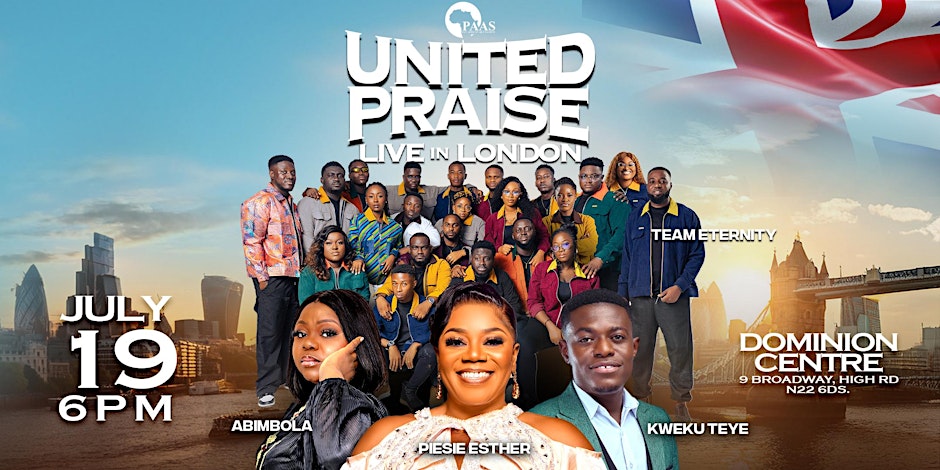 PAAS
UNITED
PRAISE
LIVE IN LONDON
TEAM ETERNITY
JULY
19
6PM
DOMINION
CENTRE
9 BROADWAY, HIGH RD
N22 6DS.
ABIMBOLA
PIESIE ESTHER
KWEKU TEYE